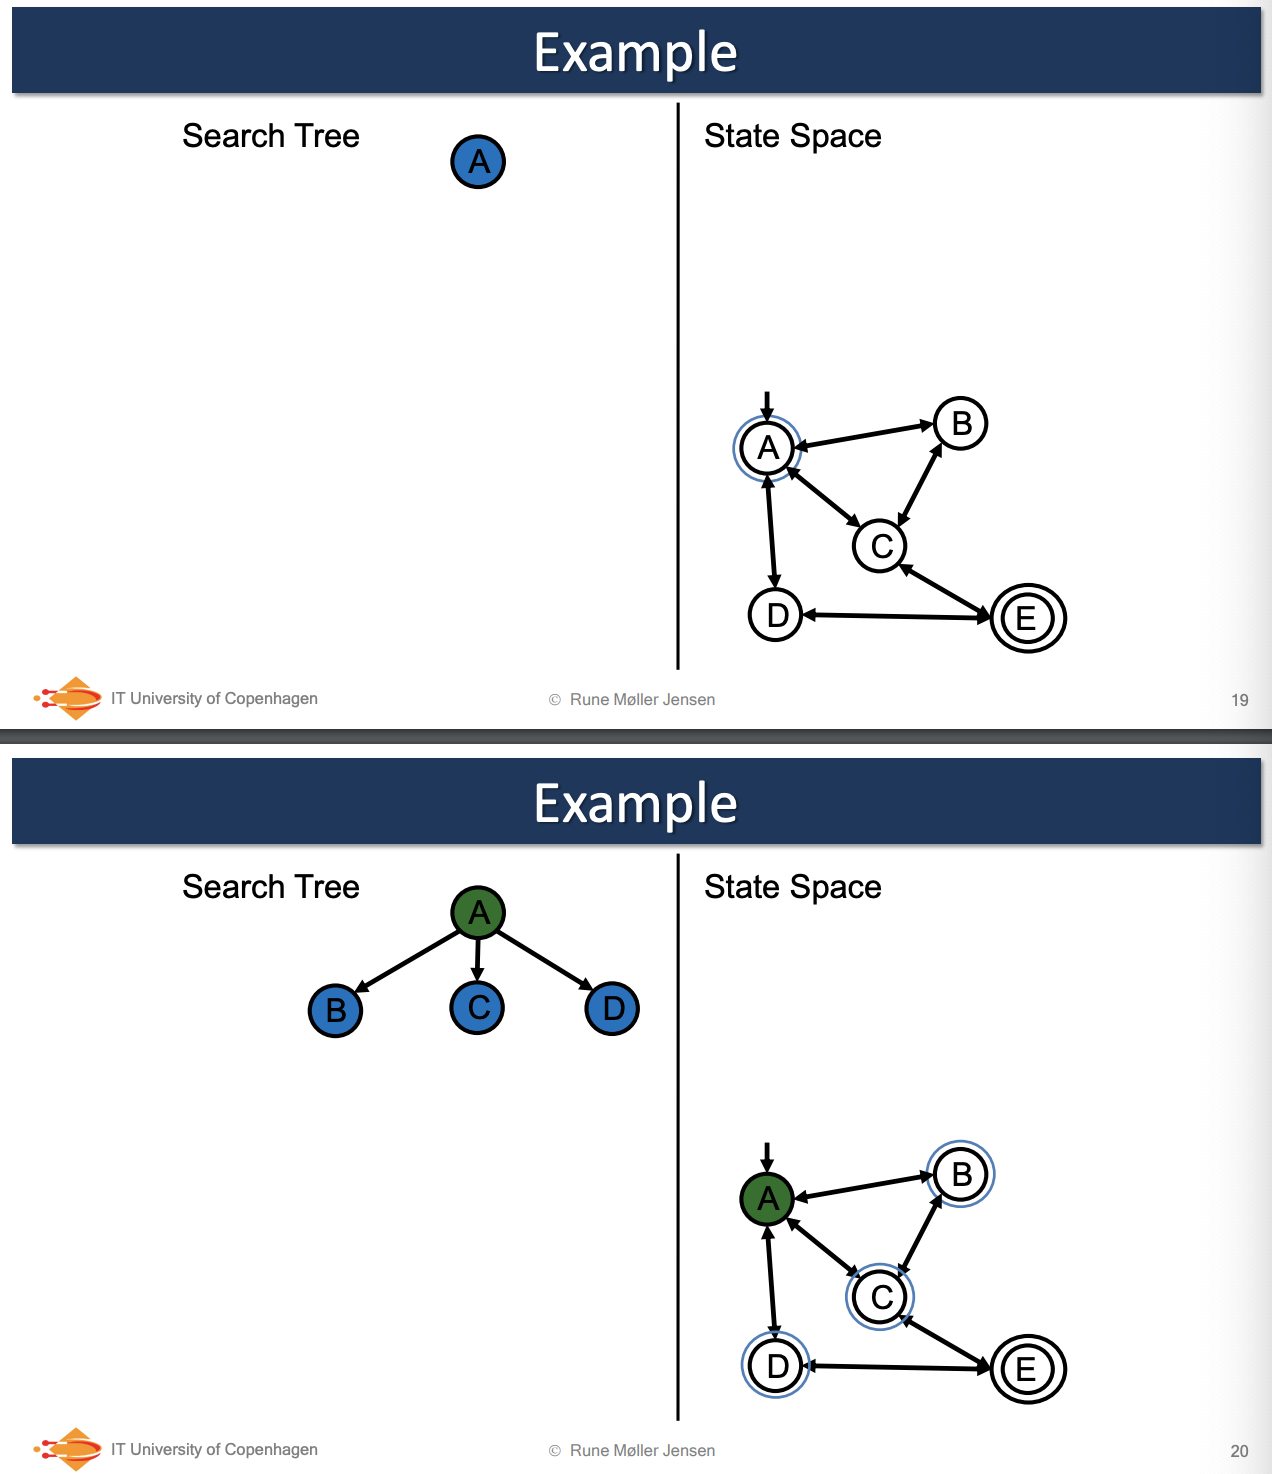 Example
Search Tree
A
State Space
A
B
C
D
E
IT University of Copenhagen
© Rune Møller Jensen
19
Example
Search Tree
A
B
C
D
State Space
A
B
C
D
E
IT University of Copenhagen
© Rune Møller Jensen
20